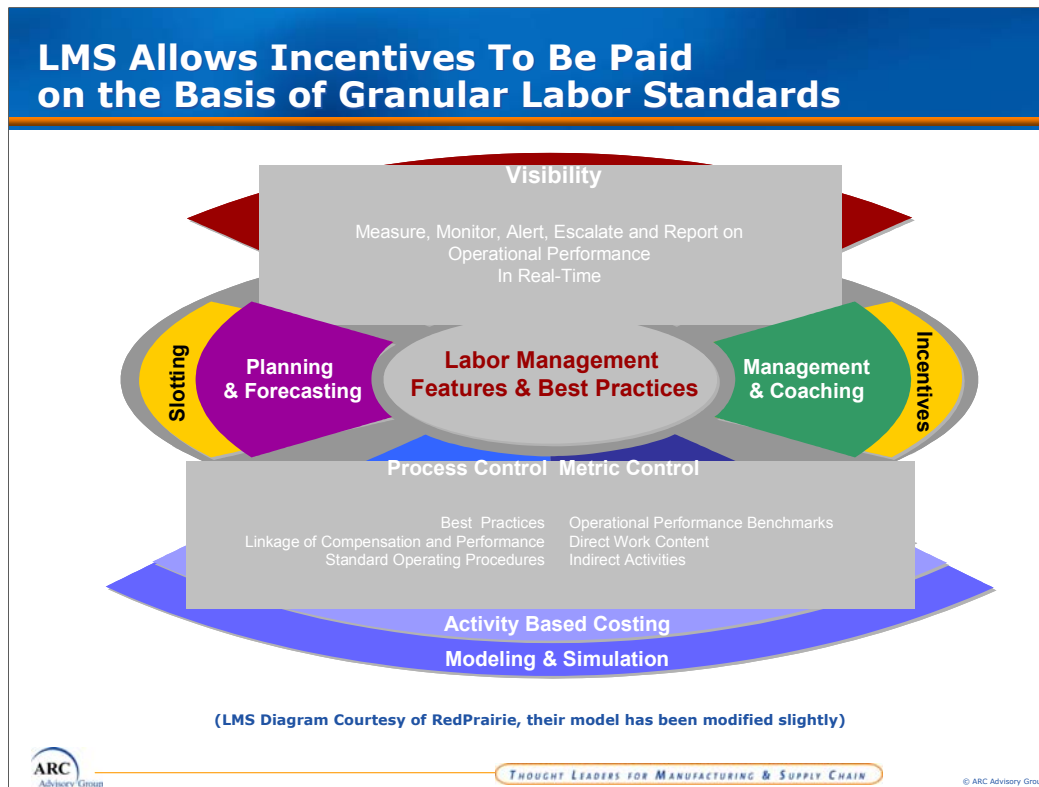 LMS Allows Incentives To Be Paid
on the Basis of Granular Labor Standards
Visibility
Measure, Monitor, Alert, Escalate and Report on
Operational Performance
In Real-Time
Slotting
Planning
& Forecasting
Labor Management
Features & Best Practices
Management
& Coaching
Incentives
Process Control
Best Practices
Linkage of Compensation and Performance
Standard Operating Procedures
Metric Control
Operational Performance Benchmarks
Direct Work Content
Indirect Activities
Activity Based Costing
Modeling & Simulation
(LMS Diagram Courtesy of RedPrairie, their model has been modified slightly)
ARC
Advisory Group
THOUGHT LEADERS FOR MANUFACTURING & SUPPLY CHAIN
© ARC Advisory Grou